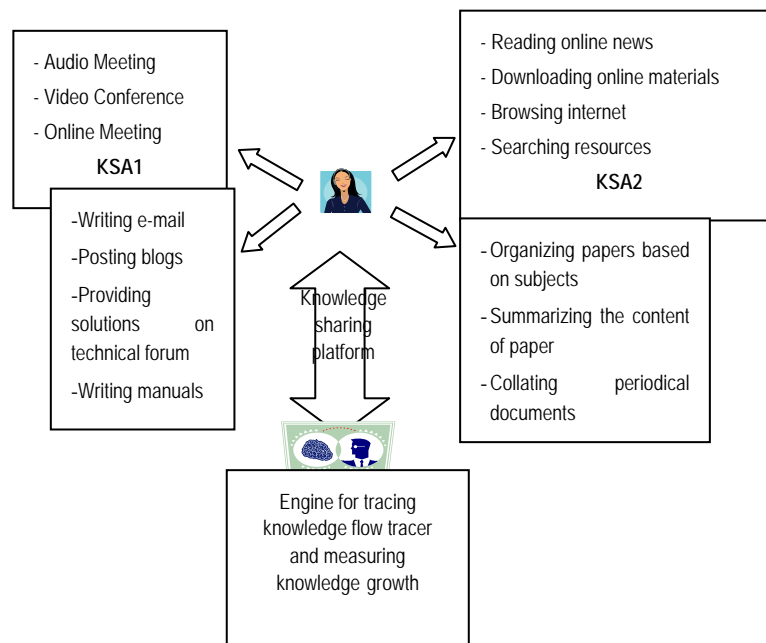 - Audio Meeting
- Video Conference
- Online Meeting
KSA1
-Writing e-mail
-Posting blogs
-Providing
solutions on
technical forum
-Writing manuals
- Reading online news
- Downloading online materials
- Browsing internet
- Searching resources
KSA2
-Organizing papers based
on subjects
-Summarizing the content
of paper
-Collating periodical
documents
Knowledge
sharing
platform
Engine for tracing
knowledge flow tracer
and measuring
knowledge growth